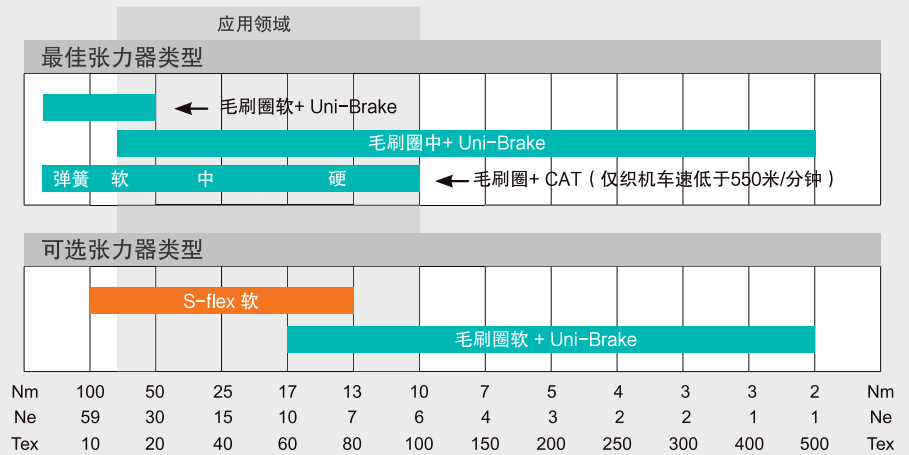 应用领域
最佳张力器类型
毛刷圈软+ Uni-Brake
毛刷圈中+ Uni-Brake
弹簧 软 中 硬 毛刷圈+ CAT（仅织机车速低于550米/分钟）
可选张力器类型
S-flex 软
毛刷圈软 + Uni-Brake
Nm 100 50 25 17 13 10 7 5 4 3 3 2 Nm
Ne 59 30 15 10 7 6 4 3 2 2 1 1 Ne
Tex 10 20 40 60 80 100 150 200 250 300 400 500 Tex